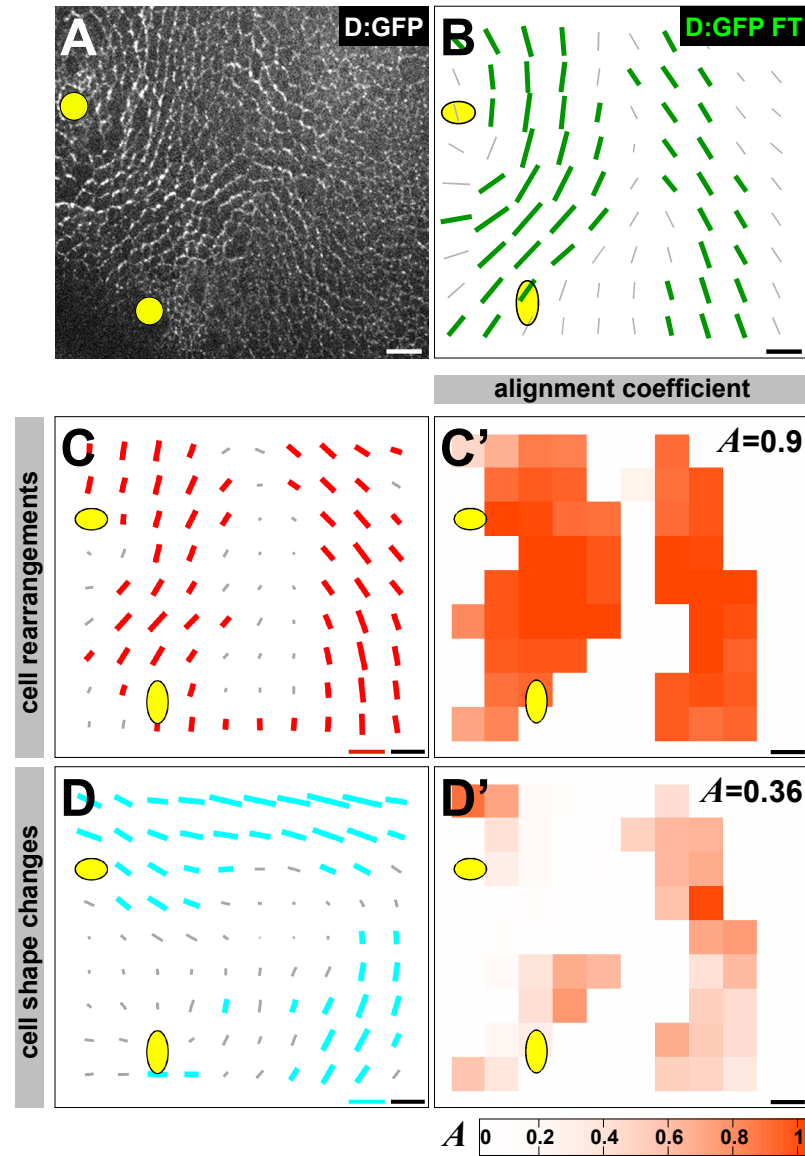 A
D:GFP
B
D:GFP FT
alignment coefficient
cell rearrangements
C
C’
A=0.9
cell shape changes
D
D’
A=0.36
A
0 0.2 0.4 0.6 0.8 1